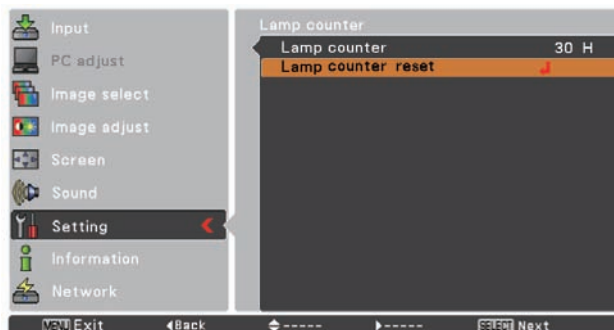 Input
PC adjust
Image select
Image adjust
Screen
Sound
Setting
Information
Network
Lamp counter
Lamp counter 30 H
Lamp counter reset
MENU Exit Back ----- ----- SELECT Next